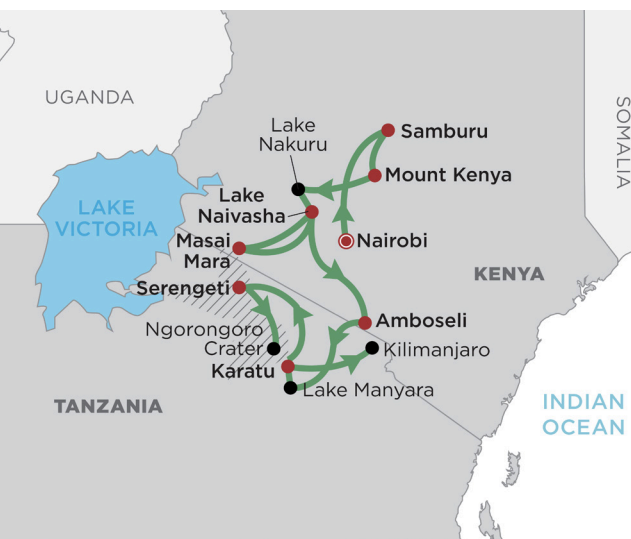 UGANDA
SOMALIA
Lake
Nakuru
Samburu
Mount Kenya
Lake
Naivasha
LAKE
VICTORIA
Masai
Mara
Nairobi
KENYA
Serengeti
Ngorongoro
Crater
Amboseli
Kilimanjaro
Karatu
Lake Manyara
TANZANIA
INDIAN
OCEAN